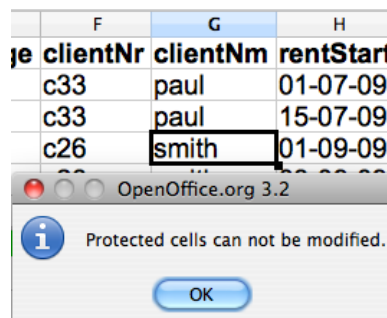 F G H
ge clientNr clientNm rentStart
c33 paul 01-07-09
c33 paul 15-07-09
c26 smith 01-09-09
OpenOffice.org 3.2
Protected cells can not be modified.
OK